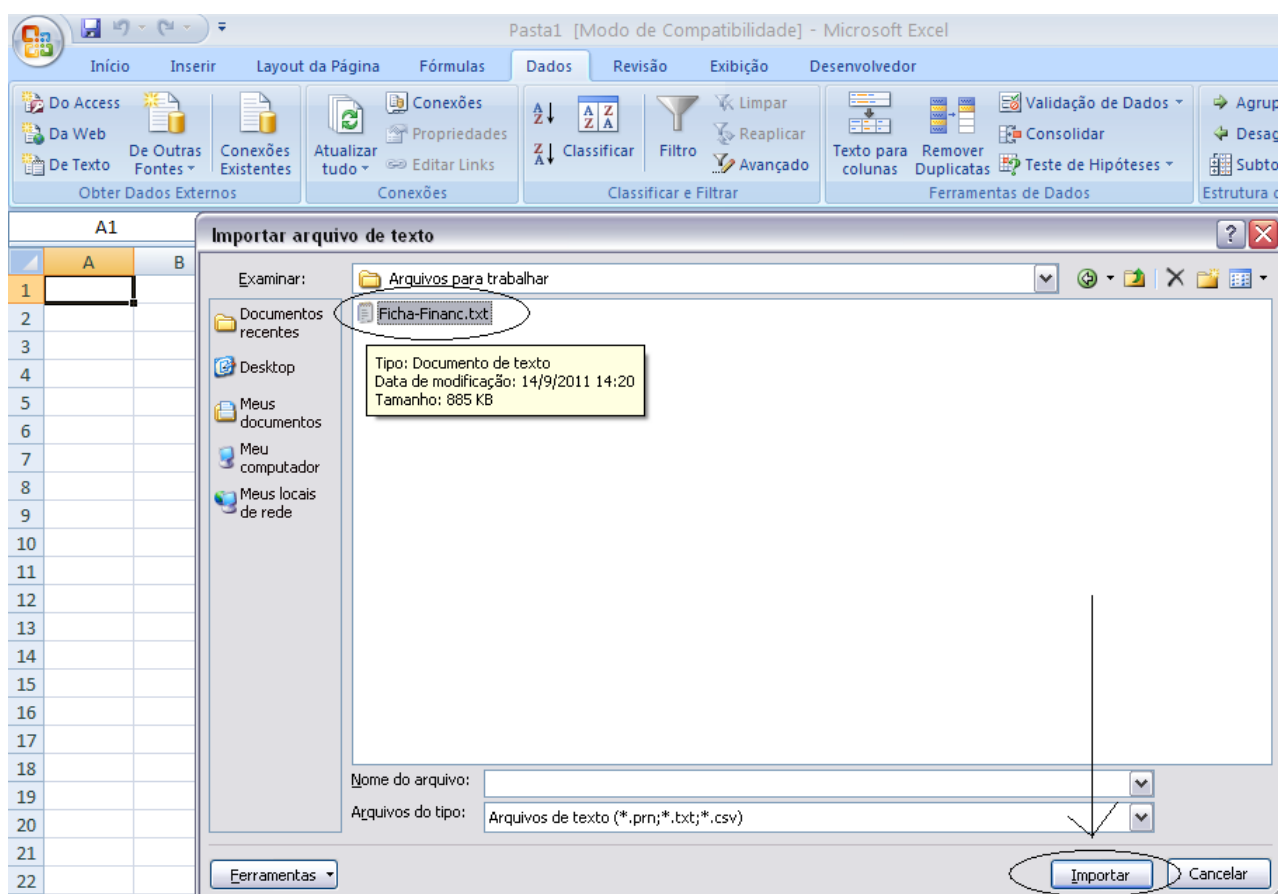 Pasta1 [Modo de Compatibilidade] - Microsoft Excel
Início Inserir Layout da Página Fórmulas Dados Revisão Exibição Desenvolvedor
Do Access
Da Web
De Texto
De Outras
Fontes
Obter Dados Externos
Conexões
Existentes
Atualizar
tudo
Conexões
Propriedades
Editar Links
Conexões
Classificar
Filtro
Limpar
Reaplicar
Avançado
Classificar e Filtrar
Texto para
colunas
Remover
Duplicatas
Validação de Dados
Consolidar
Teste de Hipóteses
Ferramentas de Dados
Agrup
Desag
Subto
Estrutura d
A1
A B
1
2
3
4
5
6
7
8
9
10
11
12
13
14
15
16
17
18
19
20
21
22
Importar arquivo de texto
Examinar: Arquivos para trabalhar
Documentos
recentes
Desktop
Meus
documentos
Meu
computador
Meus locais
de rede
Ficha-Financ.txt
Tipo: Documento de texto
Data de modificação: 14/9/2011 14:20
Tamanho: 885 KB
Nome do arquivo:
Arquivos do tipo: Arquivos de texto (*.prn;*.txt;*.csv)
Ferramentas
Importar
Cancelar